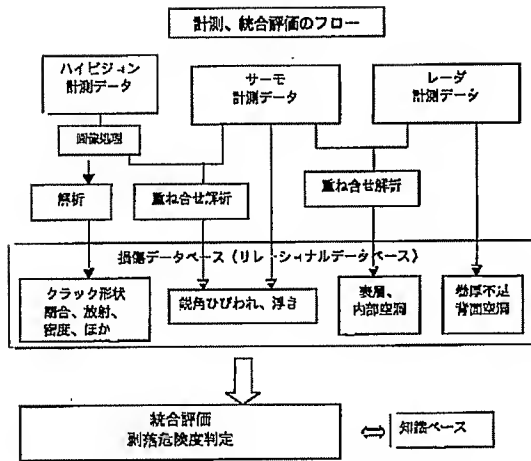 計測、統合評価のフロー
ハイビジョン
計測データ
サーモ
計測データ
レーダ
計測データ
画像処理
解析
重ね合せ解析
重ね合せ解析
損傷データベース（リレーショナルデータベース）
クラック形状
閉合、放射、
密度、ほか
鋭角ひびわれ、浮き
表層、
内部空洞
巻厚不足
背面空洞
統合評価
剥落危険度判定
知識ベース